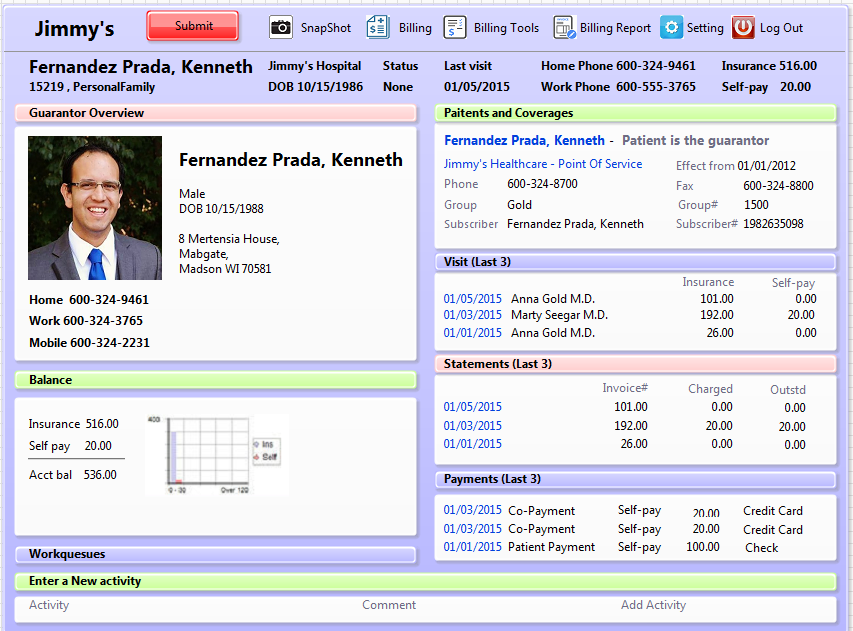 Jimmy's Submit SnapShot Billing Billing Tools Billing Report Setting Log Out
Fernandez Prada, Kenneth Jimmy's Hospital Status Last visit Home Phone 600-324-9461 Insurance 516.00
15219 , PersonalFamily DOB 10/15/1986 None 01/05/2015 Work Phone 600-555-3765 Self-pay 20.00
Guarantor Overview
Fernandez Prada, Kenneth
Male
DOB 10/15/1988
8 Mertensia House,
Mabgate,
Madson WI 70581
Home 600-324-9461
Work 600-324-3765
Mobile 600-324-2231
Balance
Insurance 516.00
Self pay 20.00
Acct bal 536.00
400
Ins
Self
0 - 30 Over 120
Workquesues
Paitents and Coverages
Fernandez Prada, Kenneth - Patient is the guarantor
Jimmy's Healthcare - Point Of Service Effect from 01/01/2012
Phone 600-324-8700 Fax 600-324-8800
Group Gold Group# 1500
Subscriber Fernandez Prada, Kenneth Subscriber# 1982635098
Visit (Last 3)
Insurance Self-pay
01/05/2015 Anna Gold M.D. 101.00 0.00
01/03/2015 Marty Seegar M.D. 192.00 20.00
01/01/2015 Anna Gold M.D. 26.00 0.00
Statements (Last 3)
Invoice# Charged Outstd
01/05/2015 101.00 0.00 0.00
01/03/2015 192.00 20.00 20.00
01/01/2015 26.00 0.00 0.00
Payments (Last 3)
01/03/2015 Co-Payment Self-pay 20.00 Credit Card
01/03/2015 Co-Payment Self-pay 20.00 Credit Card
01/01/2015 Patient Payment Self-pay 100.00 Check
Enter a New activity
Activity Comment Add Activity